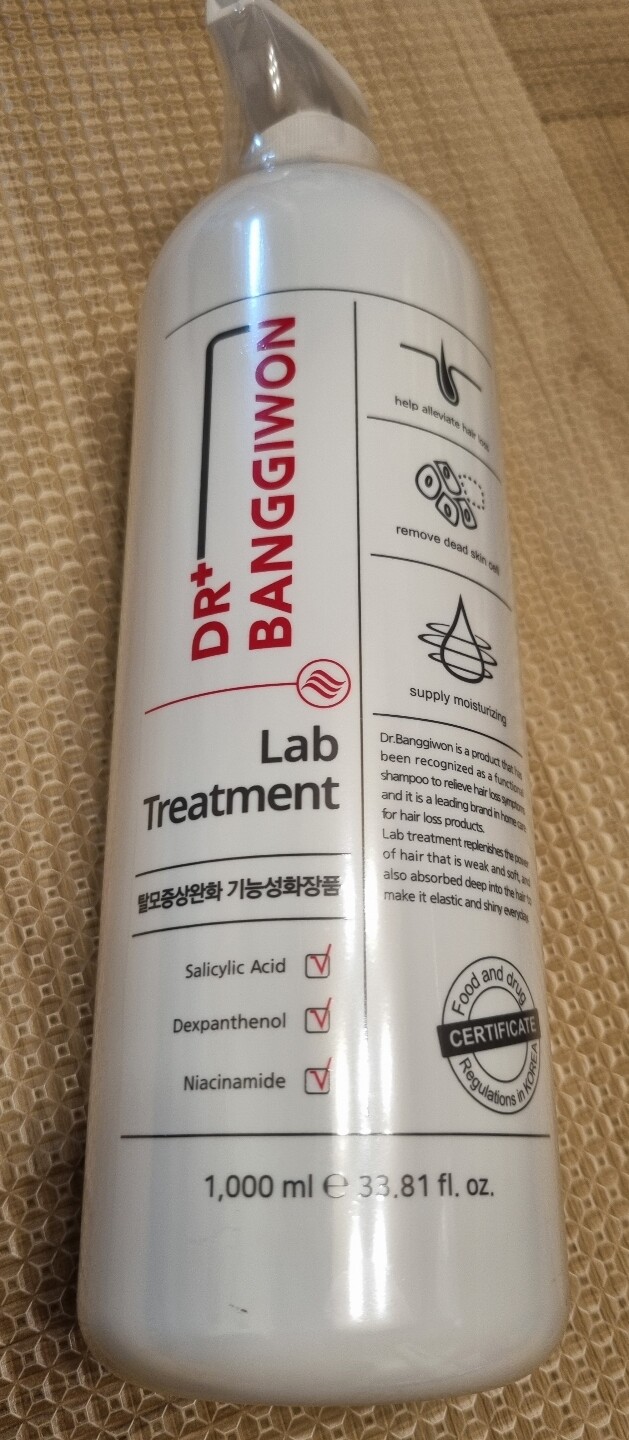 DR+
BANGGIWON
Lab
Treatment
탈모증상완화 기능성화장품
Salicylic Acid
Dexpanthenol
Niacinamide
help alleviate hair loss
remove dead skin cell
supply moisturizing
Dr.Banggiwon is a product that has
been recognized as a functional
shampoo to relieve hair loss symptoms
and it is a leading brand in home care
for hair loss products.
Lab treatment replenishes the power
of hair that is weak and soft, and
also absorbed deep into the hair to
make it elastic and shiny everyday.
Food and drug
CERTIFICATE
Regulations in KOREA
1,000 ml ℮ 33.81 fl. oz.